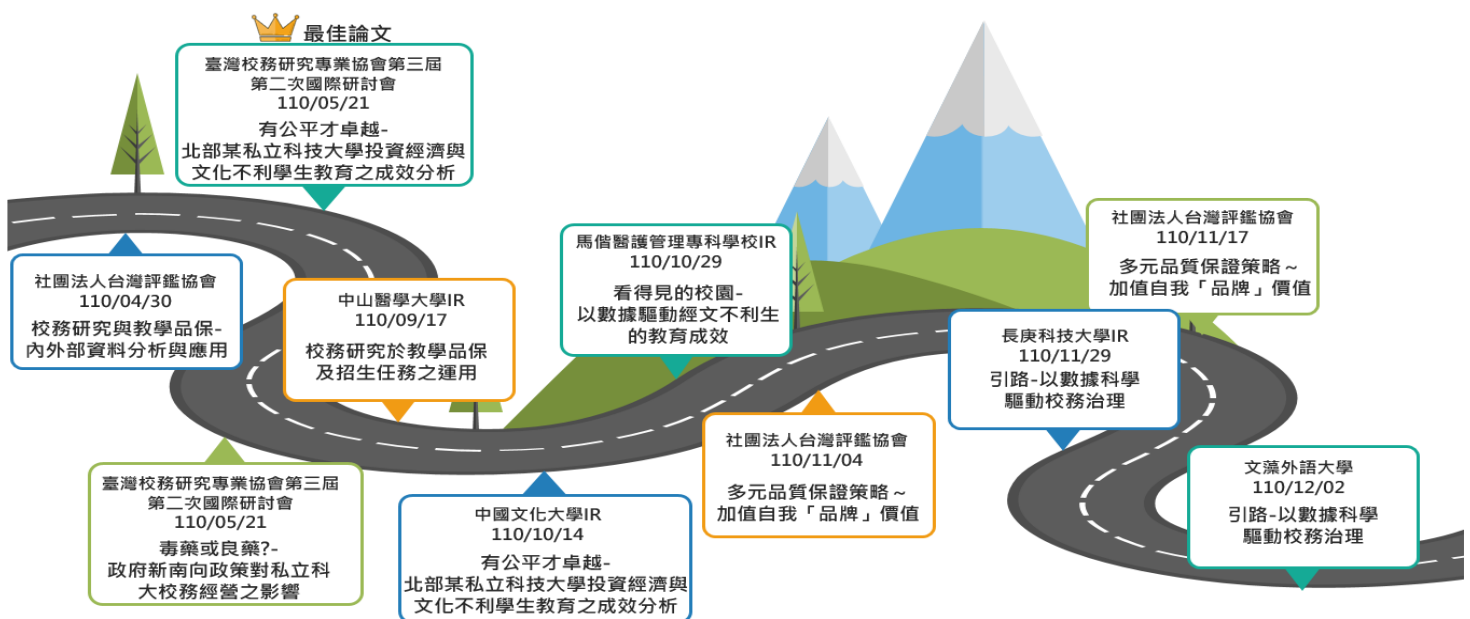 最佳論文
臺灣校務研究專業協會第三屆
第二次國際研討會
110/05/21
有公平才卓越-
北部某私立科技大學投資經濟與
文化不利學生教育之成效分析
社團法人台灣評鑑協會
110/04/30
校務研究與教學品保-
內外部資料分析與應用
中山醫學大學IR
110/09/17
校務研究於教學品保
及招生任務之運用
馬偕醫護管理專科學校IR
110/10/29
看得見的校園-
以數據驅動經文不利生
的教育成效
社團法人台灣評鑑協會
110/11/17
多元品質保證策略～
加值自我「品牌」價值
長庚科技大學IR
110/11/29
引路-以數據科學
驅動校務治理
臺灣校務研究專業協會第三屆
第二次國際研討會
110/05/21
毒藥或良藥?-
政府新南向政策對私立科
大校務經營之影響
中國文化大學IR
110/10/14
有公平才卓越-
北部某私立科技大學投資經濟與
文化不利學生教育之成效分析
社團法人台灣評鑑協會
110/11/04
多元品質保證策略～
加值自我「品牌」價值
文藻外語大學
110/12/02
引路-以數據科學
驅動校務治理